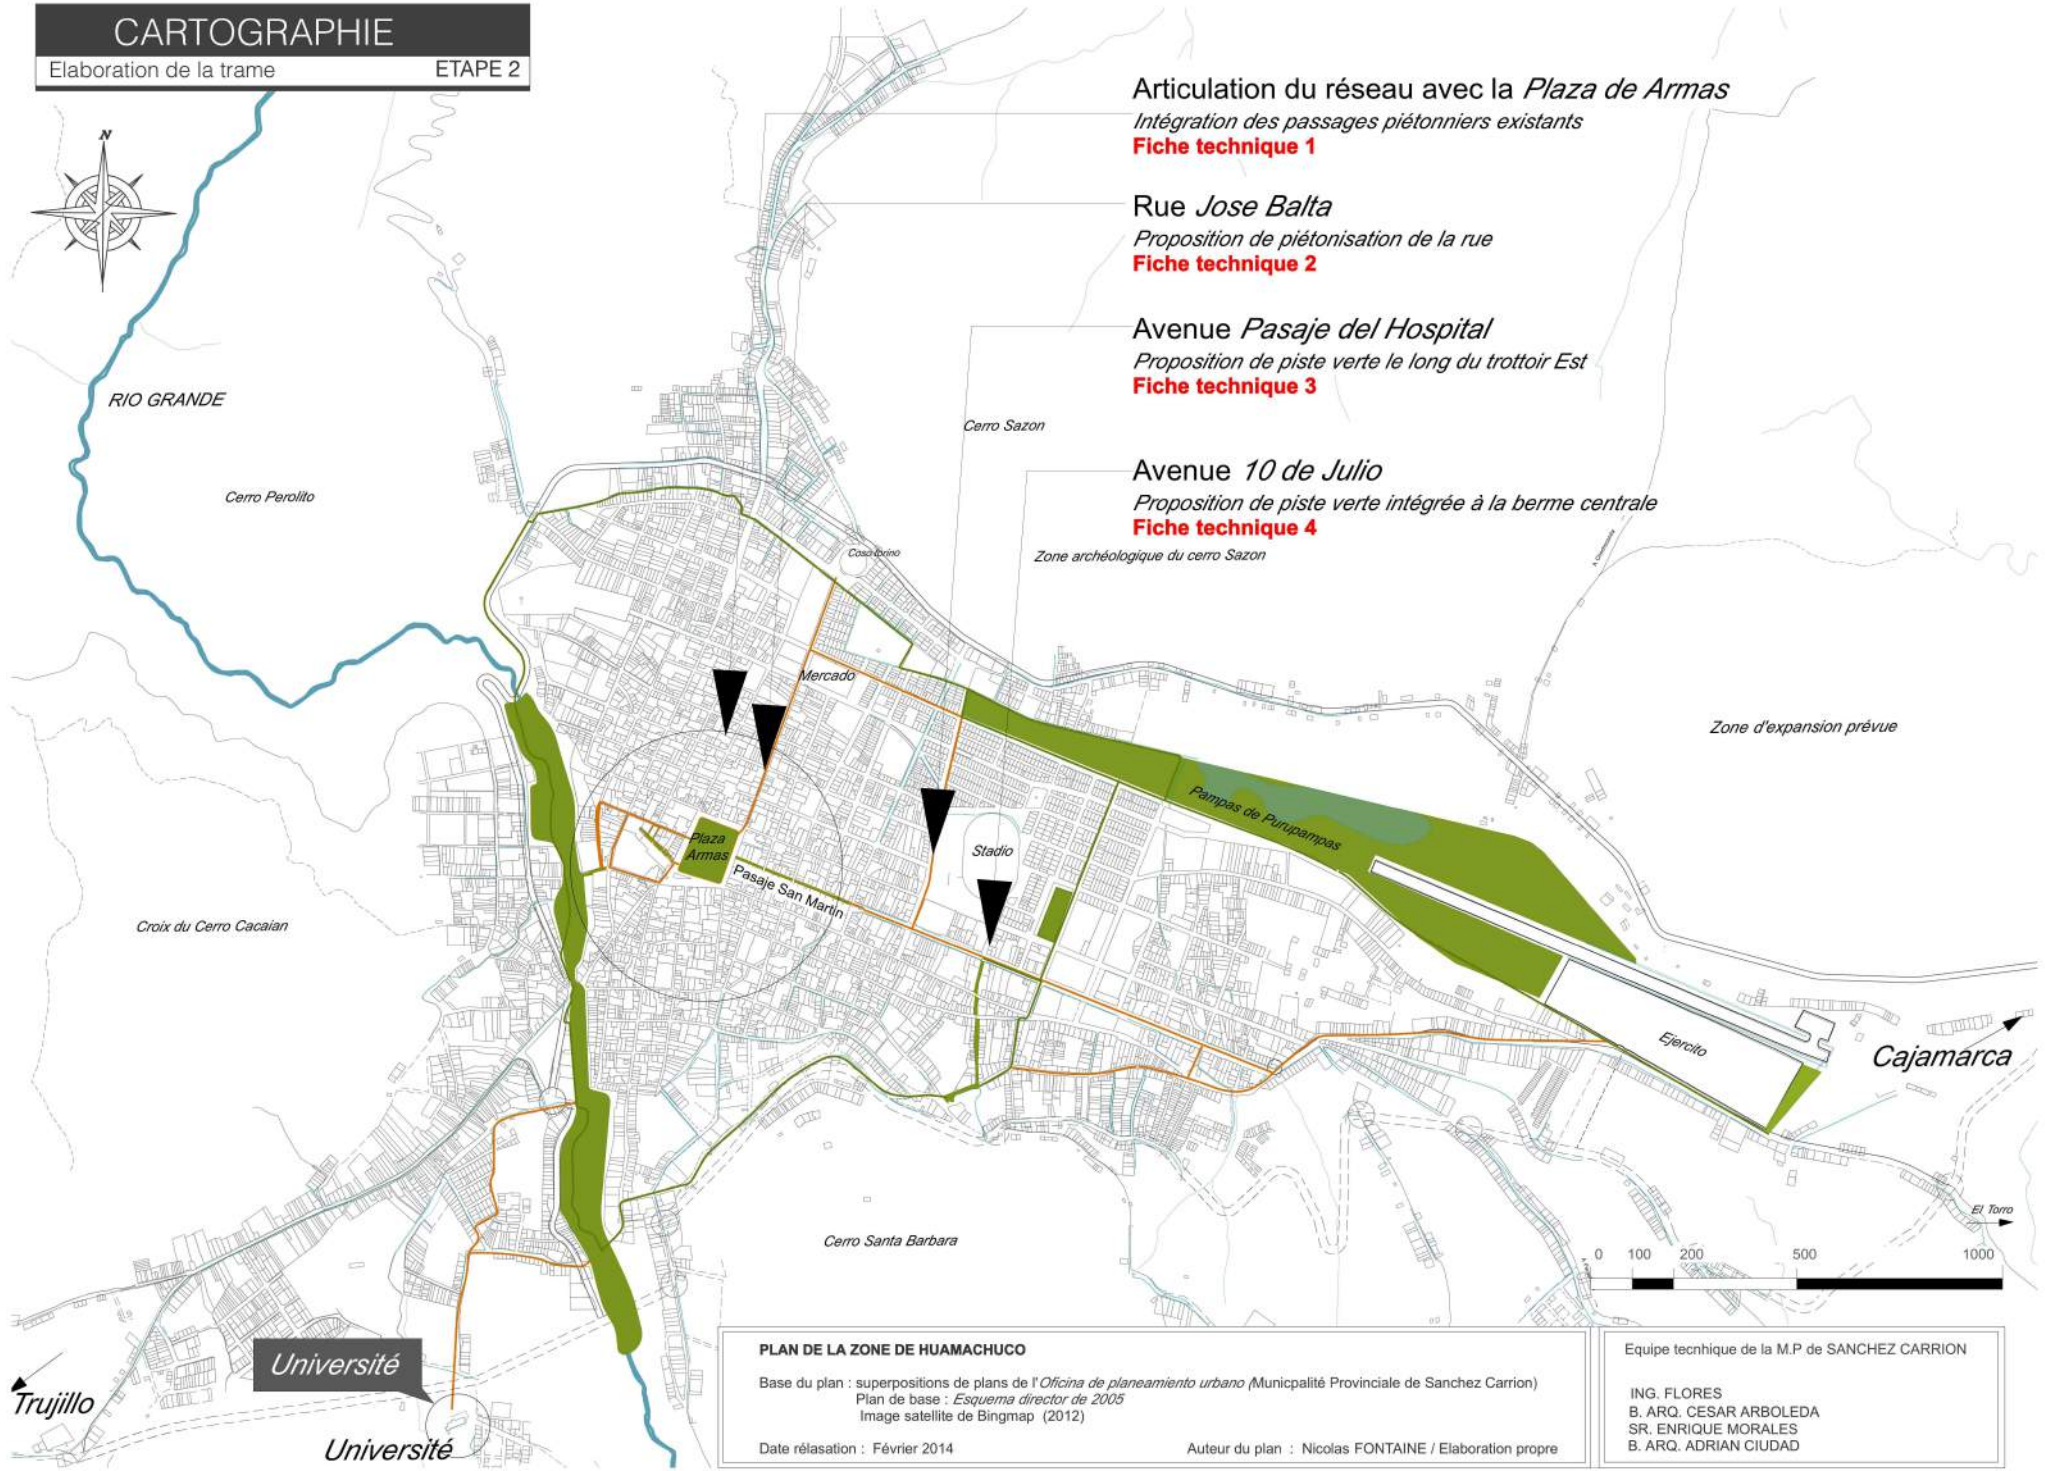 CARTOGRAPHIE
Elaboration de la trame
ETAPE 2
N
Articulation du réseau avec la Plaza de Armas
Intégration des passages piétonniers existants
Fiche technique 1
Rue Jose Balta
Proposition de piétonisation de la rue
Fiche technique 2
Avenue Pasaje del Hospital
Proposition de piste verte le long du trottoir Est
Fiche technique 3
Avenue 10 de Julio
Proposition de piste verte intégrée à la berme centrale
Fiche technique 4
RIO GRANDE
Cerro Sazon
Cerro Perolito
Coso torino
Zone archéologique du cerro Sazon
Mercado
Zone d'expansion prévue
Pampas de Purupampas
Plaza
Armas
Stadio
Pasaje San Martin
Croix du Cerro Cacaian
Ejercito
Cajamarca
El Torro
Cerro Santa Barbara
0 100 200 500 1000
Université
Trujillo
Université
PLAN DE LA ZONE DE HUAMACHUCO
Base du plan : superpositions de plans de l'Oficina de planeamiento urbano (Municpalité Provinciale de Sanchez Carrion)
Plan de base : Esquema director de 2005
Image satellite de Bingmap (2012)
Date rélasation : Février 2014
Auteur du plan : Nicolas FONTAINE / Elaboration propre
Equipe tecnhique de la M.P de SANCHEZ CARRION
ING. FLORES
B. ARQ. CESAR ARBOLEDA
SR. ENRIQUE MORALES
B. ARQ. ADRIAN CIUDAD